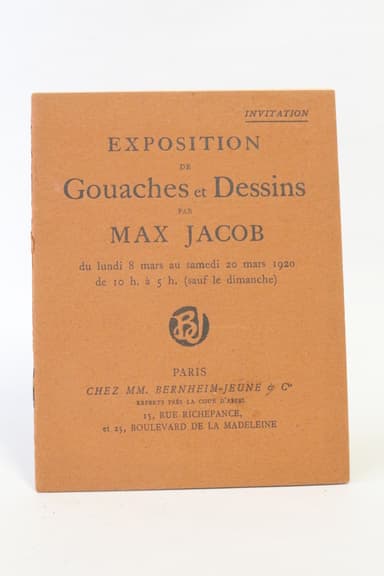 INVITATION
EXPOSITION
DE
Gouaches et Dessins
PAR
MAX JACOB
du lundi 8 mars au samedi 20 mars 1920
de 10 h. à 5 h. (sauf le dimanche)
BJ
PARIS
CHEZ MM. BERNHEIM-JEUNE & Cie
EXPERTS PRÈS LA COUR D'APPEL
15, RUE RICHEPANCE,
et 25, BOULEVARD DE LA MADELEINE